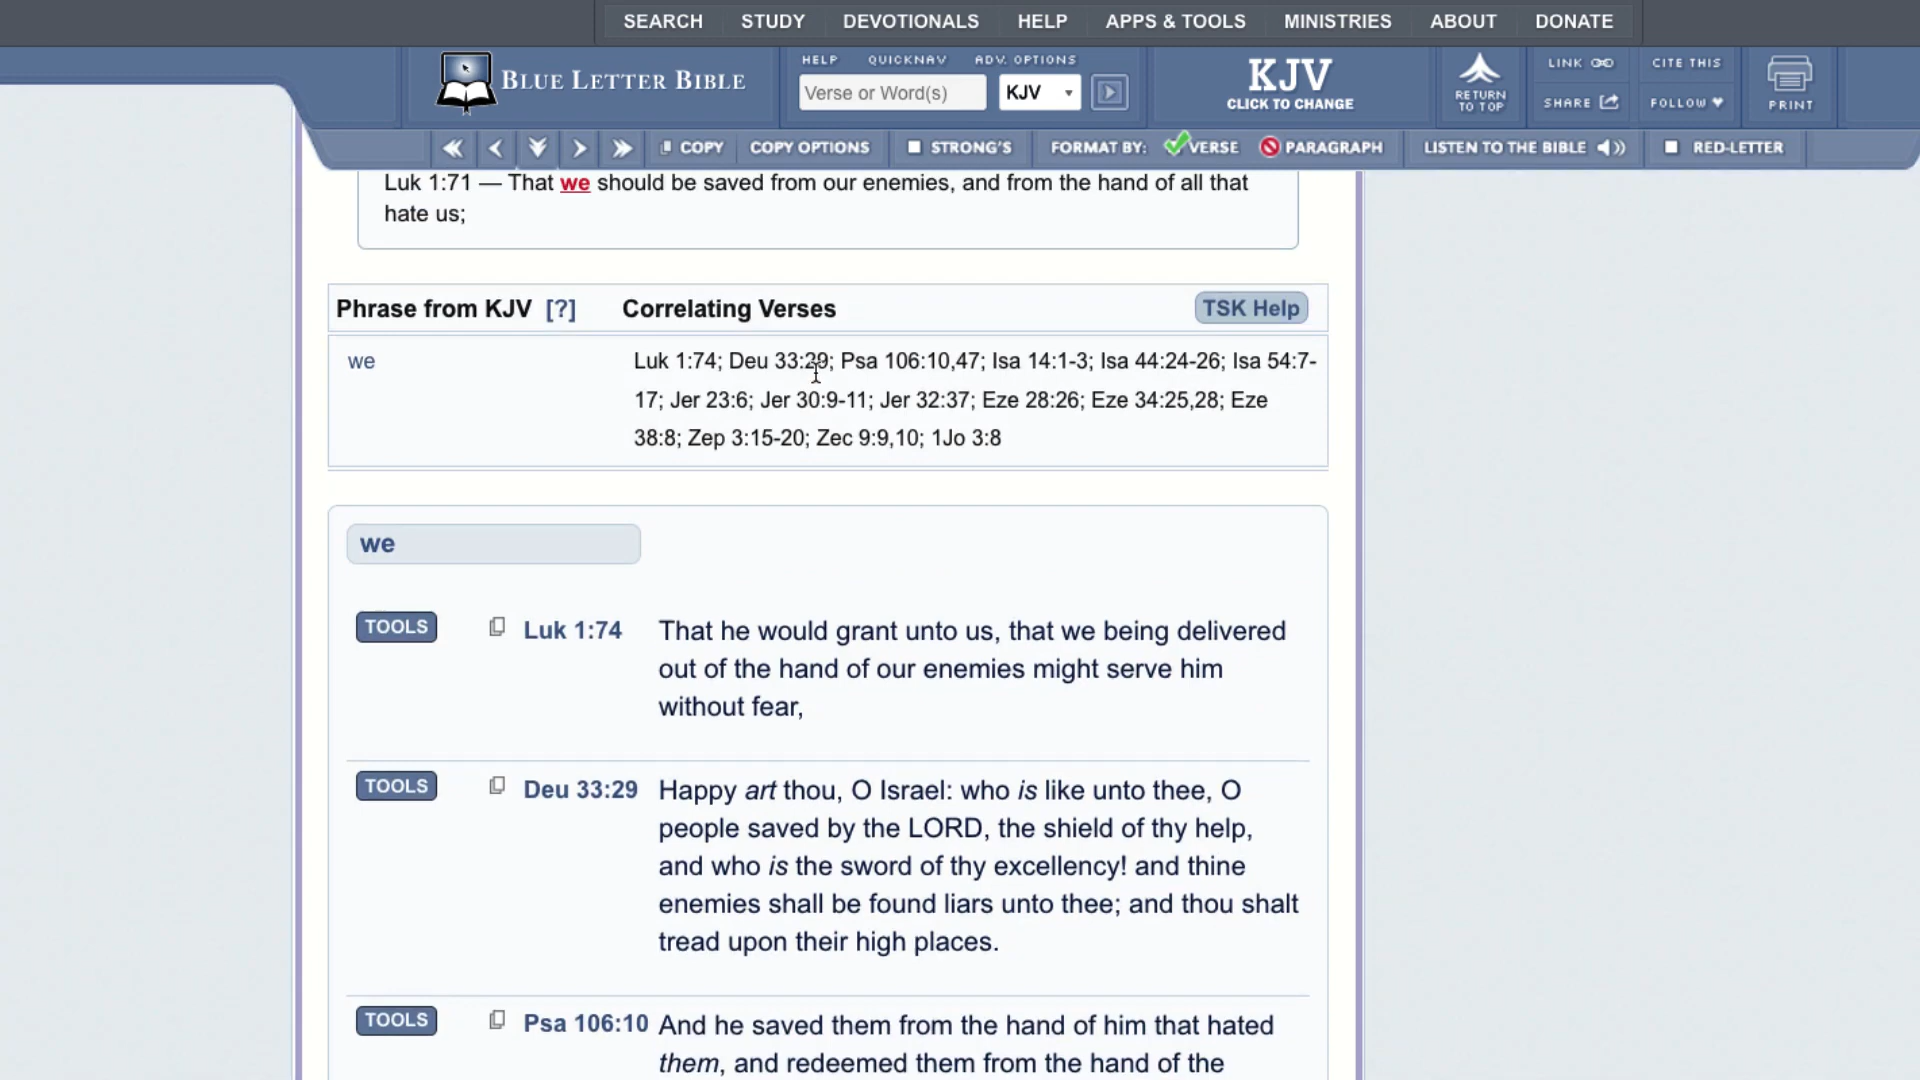 SEARCH STUDY DEVOTIONALS HELP APPS & TOOLS MINISTRIES ABOUT DONATE
BLUE LETTER BIBLE
HELP QUICKNAV ADV. OPTIONS
Verse or Word(s) KJV
KJV
CLICK TO CHANGE
RETURN
TO TOP
LINK
SHARE
CITE THIS
FOLLOW
PRINT
COPY COPY OPTIONS STRONG'S FORMAT BY: VERSE PARAGRAPH LISTEN TO THE BIBLE RED-LETTER
Luk 1:71 — That we should be saved from our enemies, and from the hand of all that
hate us;
Phrase from KJV [?] Correlating Verses TSK Help
we Luk 1:74; Deu 33:29; Psa 106:10,47; Isa 14:1-3; Isa 44:24-26; Isa 54:7-
17; Jer 23:6; Jer 30:9-11; Jer 32:37; Eze 28:26; Eze 34:25,28; Eze
38:8; Zep 3:15-20; Zec 9:9,10; 1Jo 3:8
we
TOOLS Luk 1:74 That he would grant unto us, that we being delivered
out of the hand of our enemies might serve him
without fear,
TOOLS Deu 33:29 Happy art thou, O Israel: who is like unto thee, O
people saved by the LORD, the shield of thy help,
and who is the sword of thy excellency! and thine
enemies shall be found liars unto thee; and thou shalt
tread upon their high places.
TOOLS Psa 106:10 And he saved them from the hand of him that hated
them, and redeemed them from the hand of the